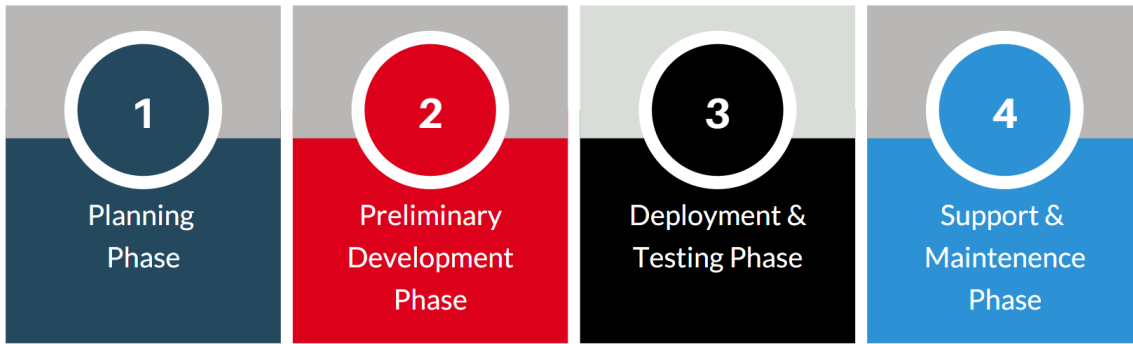 1
Planning
Phase
2
Preliminary
Development
Phase
3
Deployment &
Testing Phase
4
Support &
Maintenence
Phase